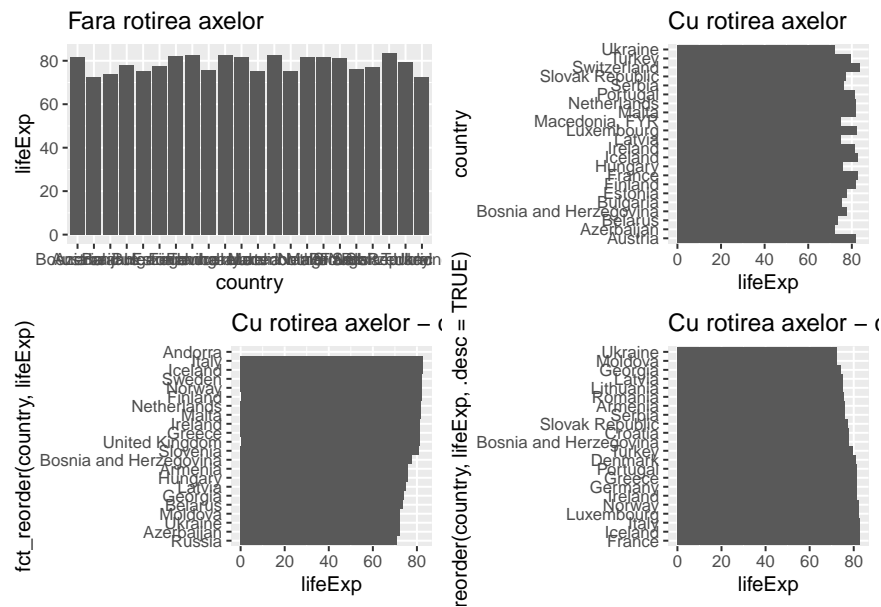 Fara rotirea axelor
lifeExp
80
60
40
20
0
country
Cu rotirea axelor
country
Ukraine
Turkey
Switzerland
Slovak Republic
Serbia
Portugal
Netherlands
Malta
Macedonia, FYR
Luxembourg
Latvia
Ireland
Iceland
Hungary
France
Finland
Estonia
Bulgaria
Bosnia and Herzegovina
Belarus
Azerbaijan
Austria
0 20 40 60 80
lifeExp
Cu rotirea axelor – c
fct_reorder(country, lifeExp)
Andorra
Italy
Iceland
Sweden
Norway
Finland
Netherlands
Malta
Ireland
Greece
United Kingdom
Slovenia
Bosnia and Herzegovina
Armenia
Hungary
Latvia
Georgia
Belarus
Moldova
Ukraine
Azerbaijan
Russia
0 20 40 60 80
lifeExp
Cu rotirea axelor – c
reorder(country, lifeExp, .desc = TRUE)
Ukraine
Moldova
Georgia
Latvia
Lithuania
Romania
Armenia
Serbia
Slovak Republic
Croatia
Bosnia and Herzegovina
Turkey
Denmark
Portugal
Greece
Germany
Ireland
Norway
Luxembourg
Italy
Iceland
France
0 20 40 60 80
lifeExp